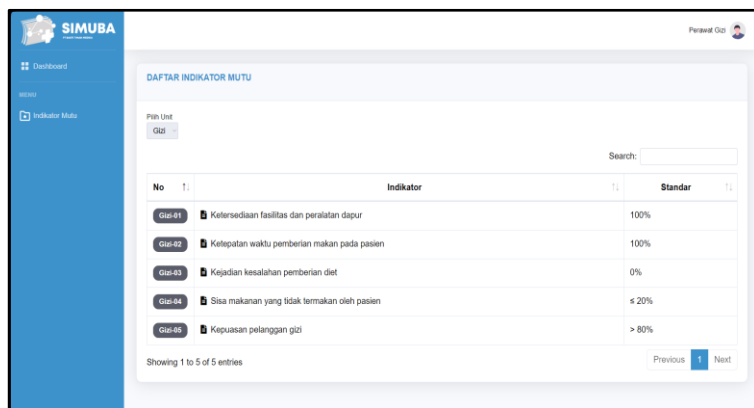 SIMUBA
Perawat Gizi
Dashboard
MENU
Indikator Mutu
DAFTAR INDIKATOR MUTU
Pilih Unit
Gizi
Search:
No Indikator Standar
Gizi-01 Ketersediaan fasilitas dan peralatan dapur 100%
Gizi-02 Ketepatan waktu pemberian makan pada pasien 100%
Gizi-03 Kejadian kesalahan pemberian diet 0%
Gizi-04 Sisa makanan yang tidak termakan oleh pasien ≤ 20%
Gizi-05 Kepuasan pelanggan gizi > 80%
Showing 1 to 5 of 5 entries
Previous 1 Next